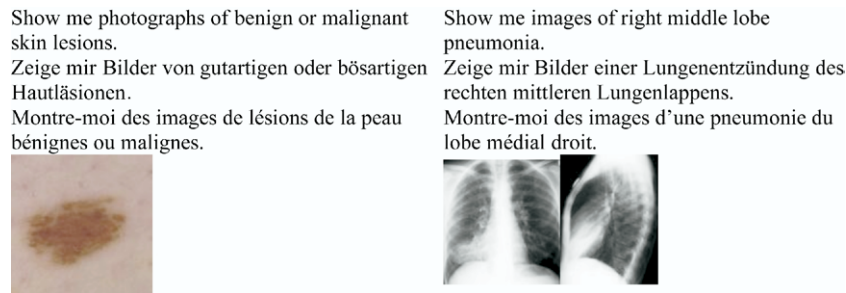 Show me photographs of benign or malignant
skin lesions.
Zeige mir Bilder von gutartigen oder bösartigen
Hautläsionen.
Montre-moi des images de lésions de la peau
bénignes ou malignes.
Show me images of right middle lobe
pneumonia.
Zeige mir Bilder einer Lungenentzündung des
rechten mittleren Lungenlappens.
Montre-moi des images d’une pneumonie du
lobe médial droit.